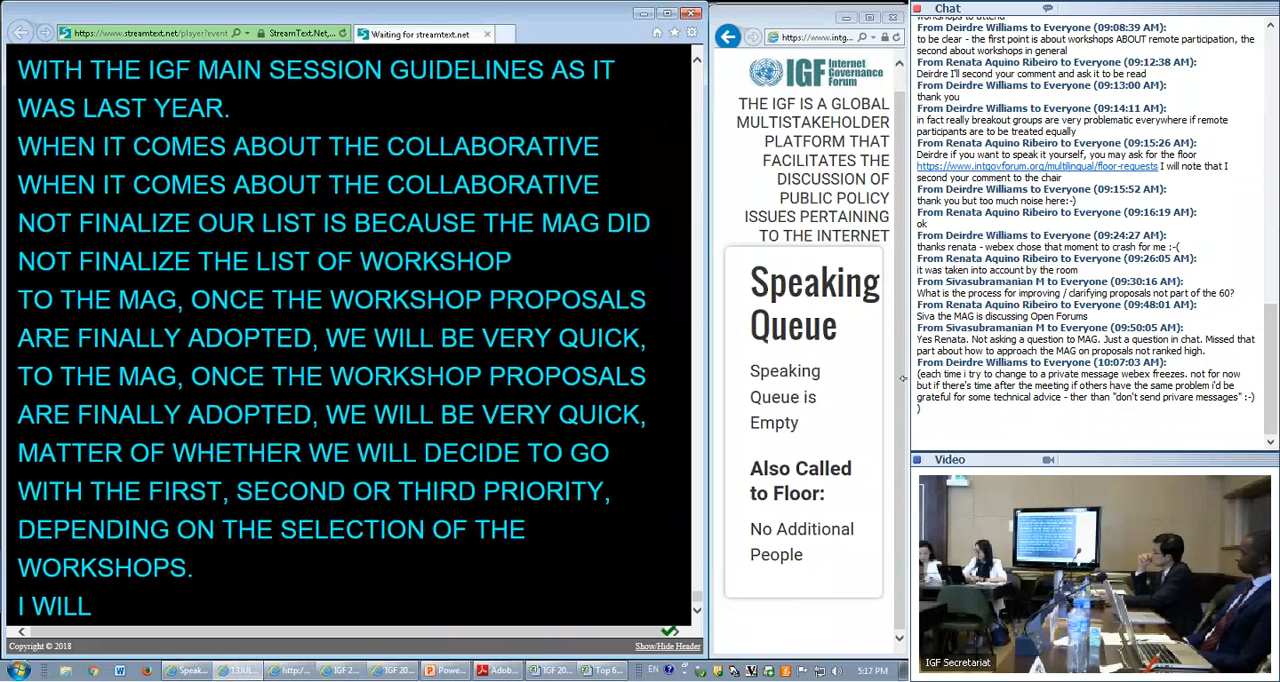 https://www.streamtext.net/player?event
StreamText.Net,
Waiting for streamtext.net
WITH THE IGF MAIN SESSION GUIDELINES AS IT
WAS LAST YEAR.
WHEN IT COMES ABOUT THE COLLABORATIVE
WHEN IT COMES ABOUT THE COLLABORATIVE
NOT FINALIZE OUR LIST IS BECAUSE THE MAG DID
NOT FINALIZE THE LIST OF WORKSHOP
TO THE MAG, ONCE THE WORKSHOP PROPOSALS
ARE FINALLY ADOPTED, WE WILL BE VERY QUICK,
TO THE MAG, ONCE THE WORKSHOP PROPOSALS
ARE FINALLY ADOPTED, WE WILL BE VERY QUICK,
MATTER OF WHETHER WE WILL DECIDE TO GO
WITH THE FIRST, SECOND OR THIRD PRIORITY,
DEPENDING ON THE SELECTION OF THE
WORKSHOPS.
I WILL
Copyright © 2018
Show/Hide Header
https://www.intg...
IGF Internet
Governance
Forum
THE IGF IS A GLOBAL
MULTISTAKEHOLDER
PLATFORM THAT
FACILITATES THE
DISCUSSION OF
PUBLIC POLICY
ISSUES PERTAINING
TO THE INTERNET
Speaking
Queue
Speaking
Queue is
Empty
Also Called
to Floor:
No Additional
People
Chat
workshops to attend
From Deirdre Williams to Everyone (09:08:39 AM):
to be clear - the first point is about workshops ABOUT remote participation, the
second about workshops in general
From Renata Aquino Ribeiro to Everyone (09:12:38 AM):
Deirdre I'll second your comment and ask it to be read
From Deirdre Williams to Everyone (09:13:00 AM):
thank you
From Deirdre Williams to Everyone (09:14:11 AM):
in fact really breakout groups are very problematic everywhere if remote
participants are to be treated equally
From Renata Aquino Ribeiro to Everyone (09:15:26 AM):
Deirdre if you want to speak it yourself, you may ask for the floor
https://www.intgovforum.org/multilingual/floor-requests I will note that I
second your comment to the chair
From Deirdre Williams to Everyone (09:15:52 AM):
thank you but too much noise here:-)
From Renata Aquino Ribeiro to Everyone (09:16:19 AM):
ok
From Deirdre Williams to Everyone (09:24:27 AM):
thanks renata - webex chose that moment to crash for me :-(
From Renata Aquino Ribeiro to Everyone (09:26:05 AM):
it was taken into account by the room
From Sivasubramanian M to Everyone (09:30:16 AM):
What is the process for improving / clarifying proposals not part of the 60?
From Renata Aquino Ribeiro to Everyone (09:48:01 AM):
Siva the MAG is discussing Open Forums
From Sivasubramanian M to Everyone (09:50:05 AM):
Yes Renata. Not asking a question to MAG. Just a question in chat. Missed that
part about how to approach the MAG on proposals not ranked high.
From Deirdre Williams to Everyone (10:07:03 AM):
(each time i try to change to a private message webex freezes. not for now
but if there's time after the meeting if others have the same problem i'd be
grateful for some technical advice - ther than "don't send privare messages" :-)
)
Video
IGF Secretariat
Speak...
13JUL...
http:/...
IGF 2...
IGF 20...
Powe...
Adob...
IGF 20...
Top 6...
EN
5:17 PM